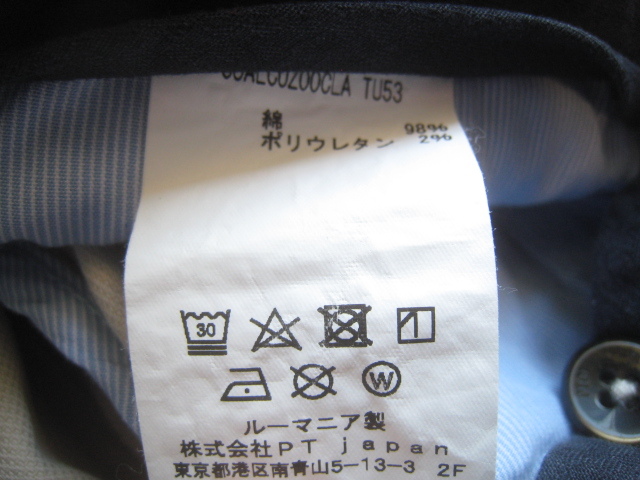 TU53
綿 98%
ポリウレタン 2%
30
W
ルーマニア製
株式会社PT japan
東京都港区南青山5-13-3 2F